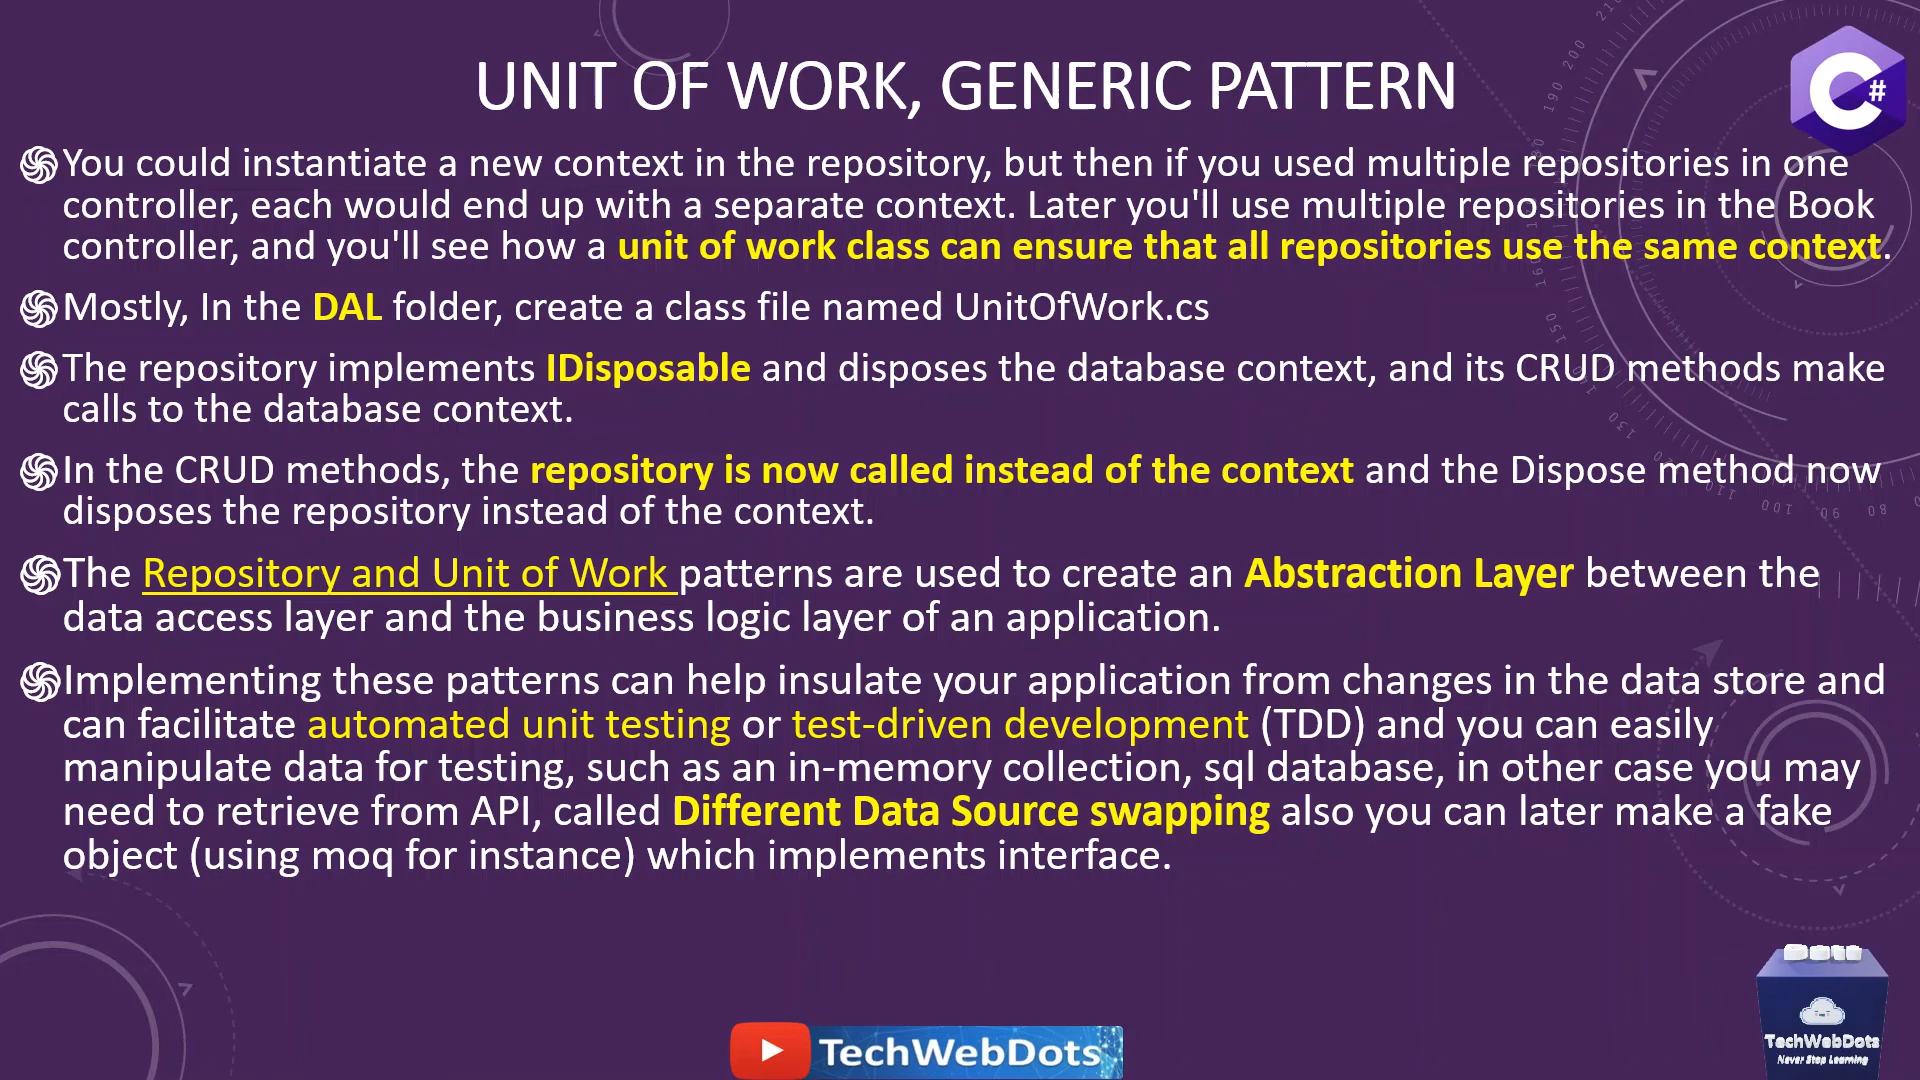 UNIT OF WORK, GENERIC PATTERN
C#
You could instantiate a new context in the repository, but then if you used multiple repositories in one
controller, each would end up with a separate context. Later you'll use multiple repositories in the Book
controller, and you'll see how a unit of work class can ensure that all repositories use the same context.
Mostly, In the DAL folder, create a class file named UnitOfWork.cs
The repository implements IDisposable and disposes the database context, and its CRUD methods make
calls to the database context.
In the CRUD methods, the repository is now called instead of the context and the Dispose method now
disposes the repository instead of the context.
The Repository and Unit of Work patterns are used to create an Abstraction Layer between the
data access layer and the business logic layer of an application.
Implementing these patterns can help insulate your application from changes in the data store and
can facilitate automated unit testing or test-driven development (TDD) and you can easily
manipulate data for testing, such as an in-memory collection, sql database, in other case you may
need to retrieve from API, called Different Data Source swapping also you can later make a fake
object (using moq for instance) which implements interface.
TechWebDots
TechWebDots
Never Stop Learning